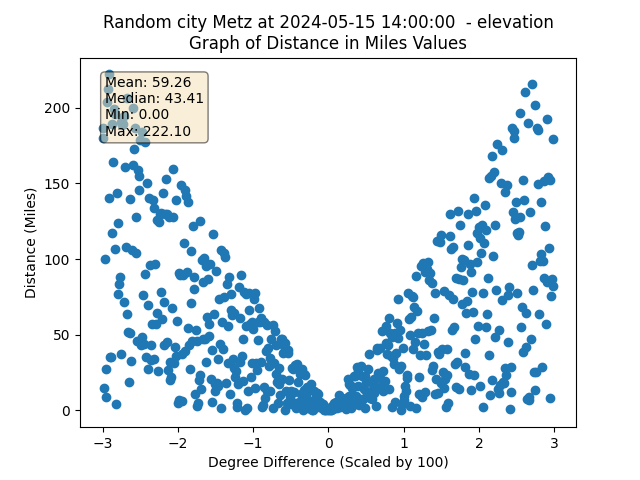 Random city Metz at 2024-05-15 14:00:00  - elevation
Graph of Distance in Miles Values
Mean: 59.26
Median: 43.41
Min: 0.00
Max: 222.10
200
150
100
50
0
Distance (Miles)
−3 −2 −1 0 1 2 3
Degree Difference (Scaled by 100)